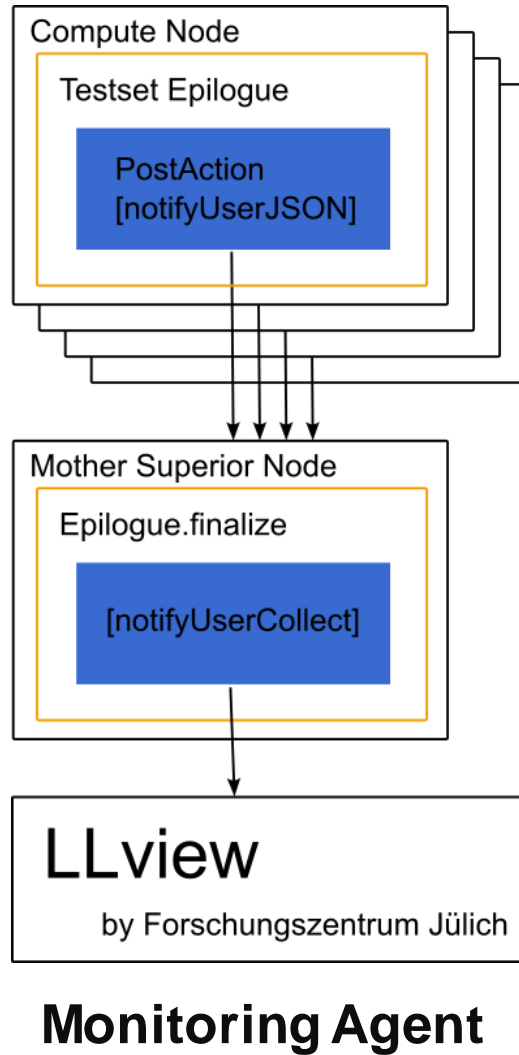 Compute Node
Testset Epilogue
PostAction
[notifyUserJSON]
Mother Superior Node
Epilogue.finalize
[notifyUserCollect]
LLview
by Forschungszentrum Jülich
Monitoring Agent